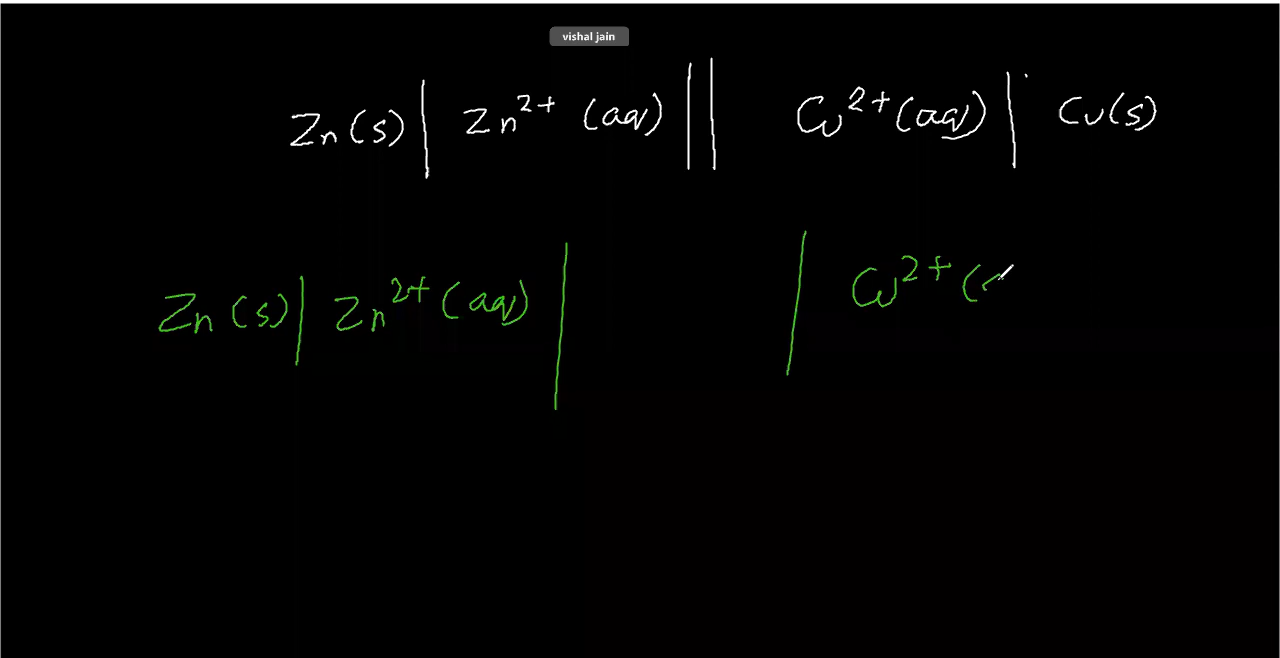 vishal jain
Zn(s) | Zn²⁺ (aq) || Cu²⁺(aq) | Cu(s)
Zn(s) | Zn²⁺(aq) | | Cu²⁺(